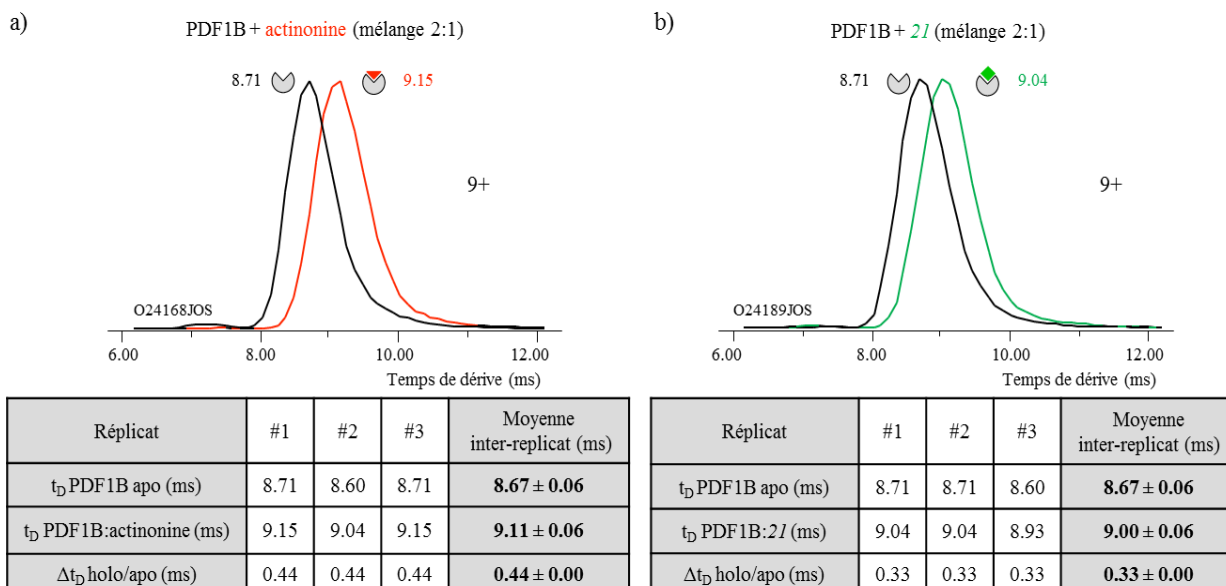 a)
PDF1B + actinonine (mélange 2:1)
8.71
9.15
9+
O24168JOS
6.00 8.00 10.00 12.00
Temps de dérive (ms)
Réplicat #1 #2 #3 Moyenne
inter-replicat (ms)
tD PDF1B apo (ms) 8.71 8.60 8.71 8.67 ± 0.06
tD PDF1B:actinonine (ms) 9.15 9.04 9.15 9.11 ± 0.06
ΔtD holo/apo (ms) 0.44 0.44 0.44 0.44 ± 0.00
b)
PDF1B + 21 (mélange 2:1)
8.71
9.04
9+
O24189JOS
6.00 8.00 10.00 12.00
Temps de dérive (ms)
Réplicat #1 #2 #3 Moyenne
inter-replicat (ms)
tD PDF1B apo (ms) 8.71 8.71 8.60 8.67 ± 0.06
tD PDF1B:21 (ms) 9.04 9.04 8.93 9.00 ± 0.06
ΔtD holo/apo (ms) 0.33 0.33 0.33 0.33 ± 0.00